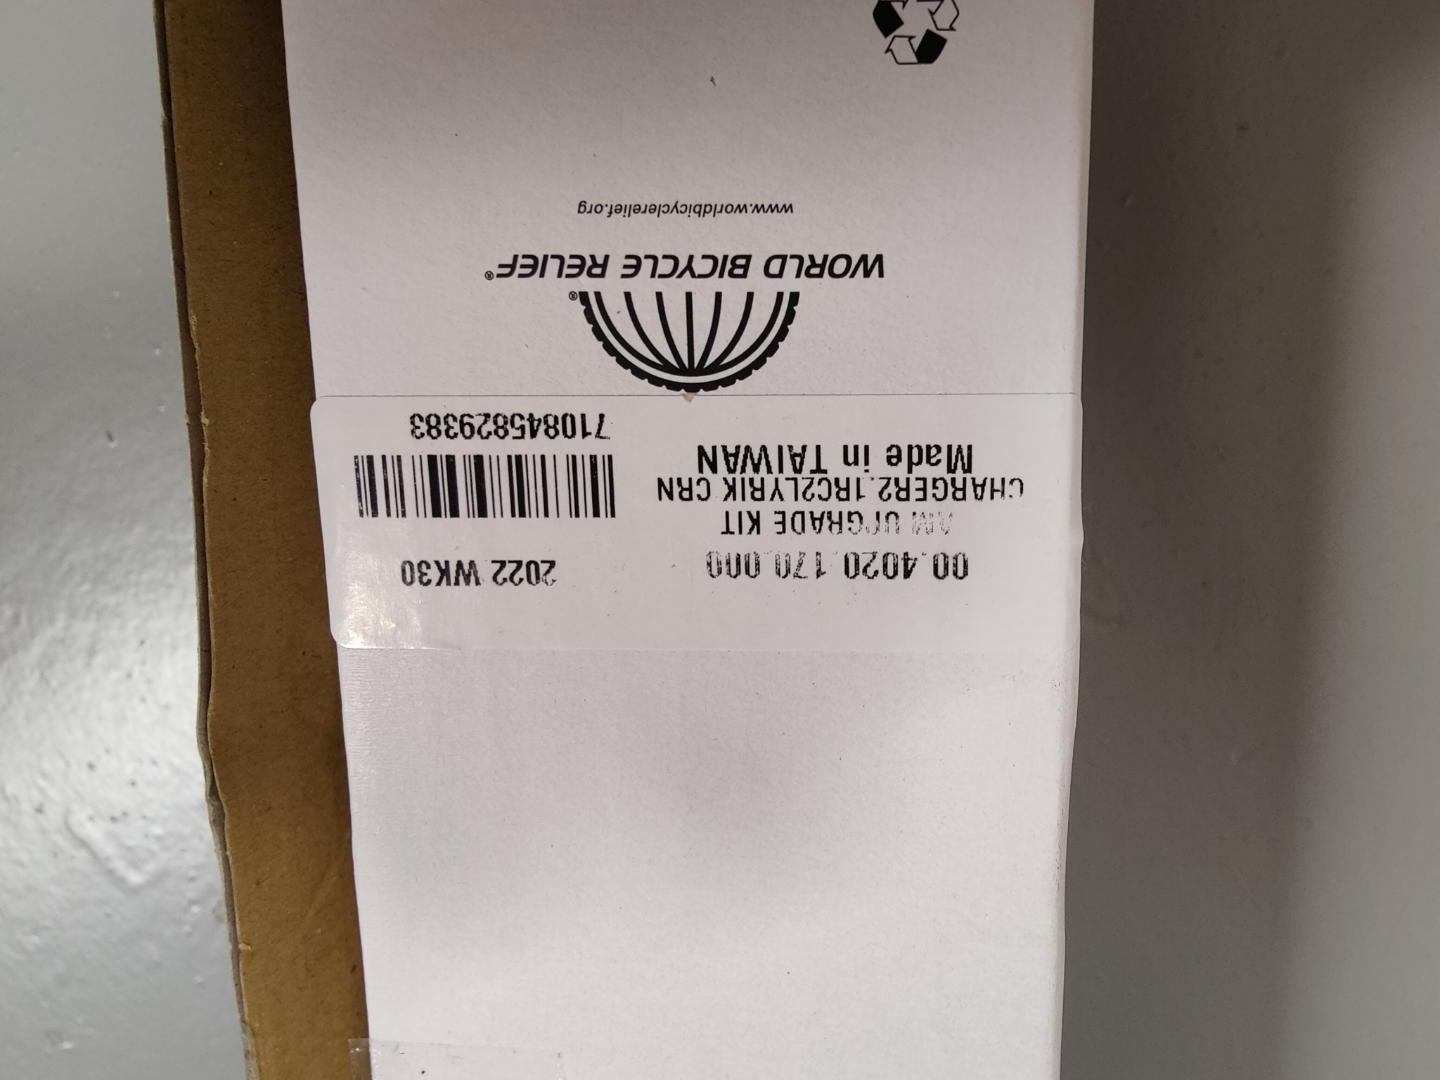 00.4020.170.000
2022 WK30
AM UPGRADE KIT
CHARGER2.1RC2LYRIK CRN
Made in TAIWAN
710845829383
WORLD BICYCLE RELIEF®
www.worldbicyclerelief.org